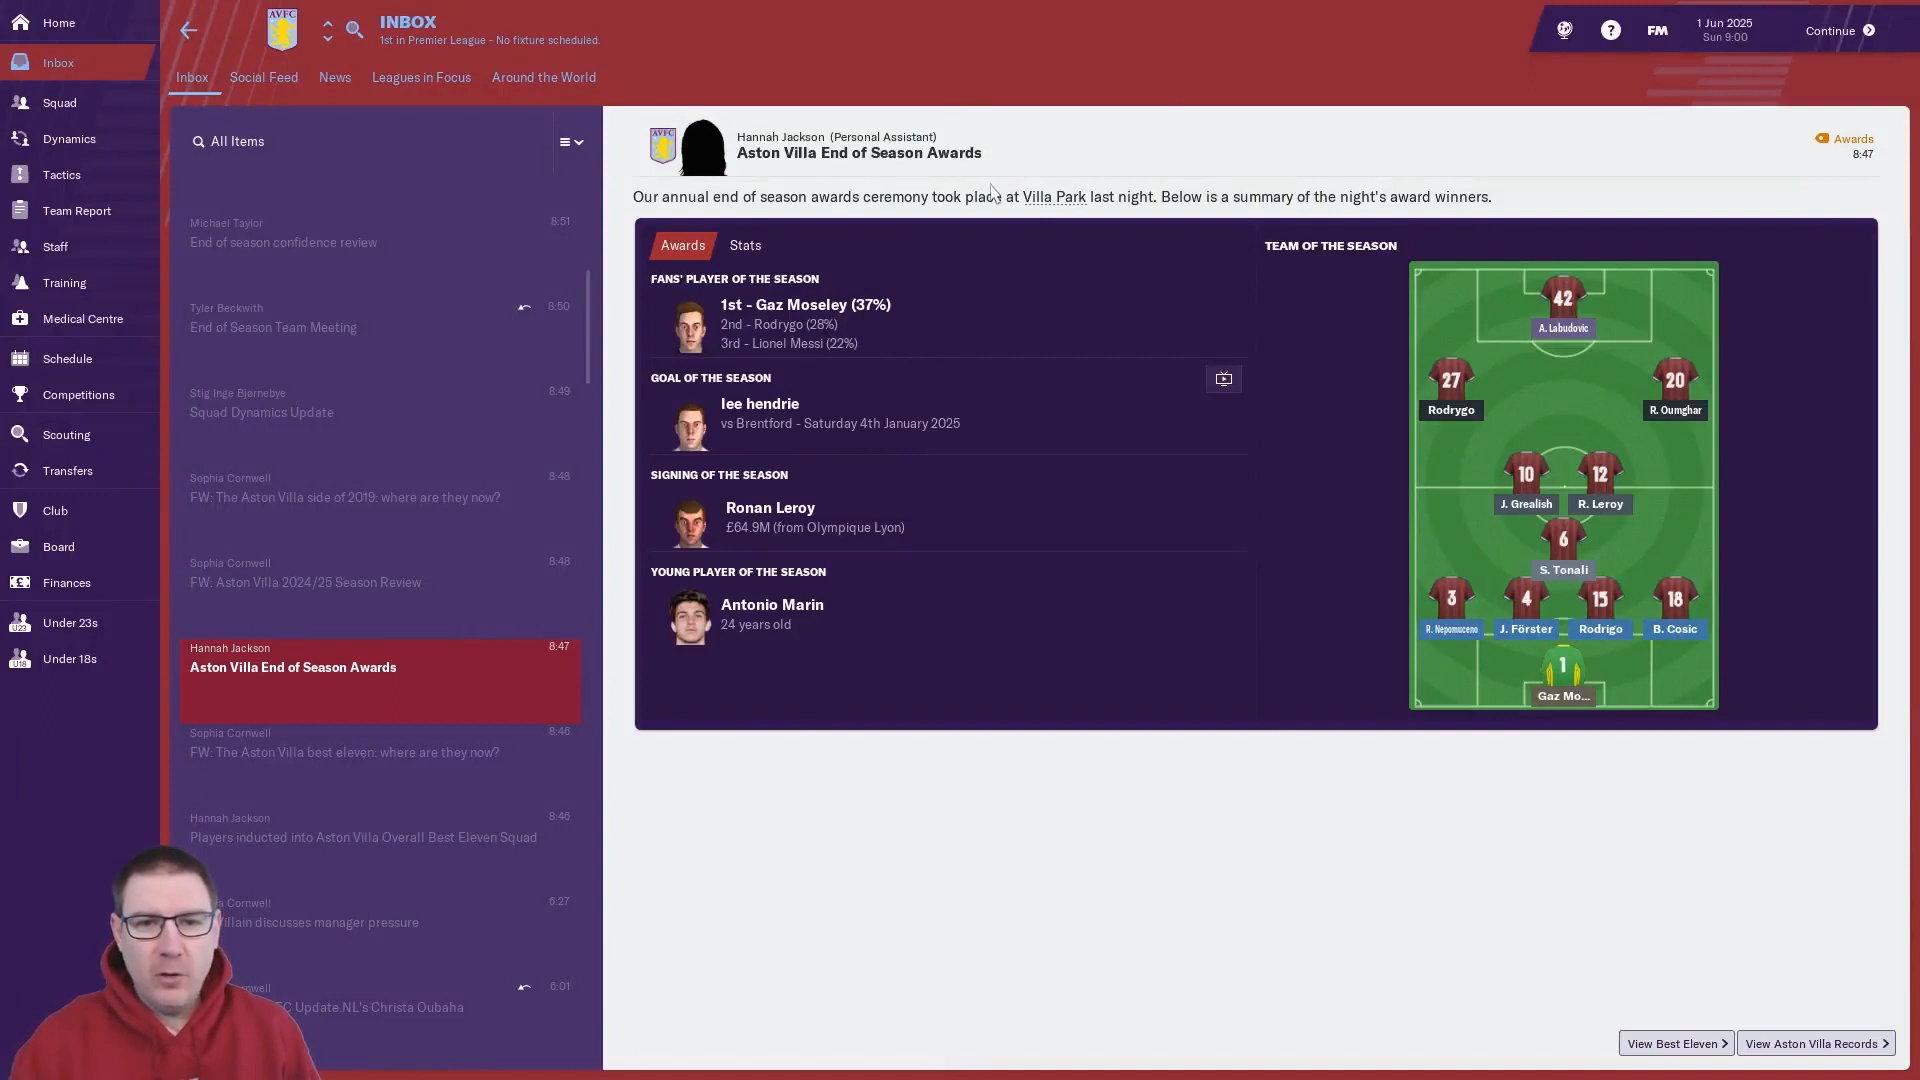 Home
Inbox
Squad
Dynamics
Tactics
Team Report
Staff
Training
Medical Centre
Schedule
Competitions
Scouting
Transfers
Club
Board
Finances
U23
Under 23s
U18
Under 18s
AVFC
INBOX
1st in Premier League - No fixture scheduled.
?
FM
1 Jun 2025
Sun 9:00
Continue
Inbox Social Feed News Leagues in Focus Around the World
All Items
Michael Taylor 8:51
End of season confidence review
Tyler Beckwith 8:50
End of Season Team Meeting
Stig Inge Bjørnebye 8:49
Squad Dynamics Update
Sophia Cornwell 8:48
FW: The Aston Villa side of 2019: where are they now?
Sophia Cornwell 8:48
FW: Aston Villa 2024/25 Season Review
Hannah Jackson 8:47
Aston Villa End of Season Awards
Sophia Cornwell 8:46
FW: The Aston Villa best eleven: where are they now?
Hannah Jackson 8:46
Players inducted into Aston Villa Overall Best Eleven Squad
Cornwell 6:27
discusses manager pressure
6:01
Update:NL's Christa Oubaha
AVFC
Hannah Jackson (Personal Assistant)
Aston Villa End of Season Awards
Awards
8:47
Our annual end of season awards ceremony took place at Villa Park last night. Below is a summary of the night's award winners.
Awards Stats
FANS' PLAYER OF THE SEASON
1st - Gaz Moseley (37%)
2nd - Rodrygo (28%)
3rd - Lionel Messi (22%)
GOAL OF THE SEASON
lee hendrie
vs Brentford - Saturday 4th January 2025
SIGNING OF THE SEASON
Ronan Leroy
£64.9M (from Olympique Lyon)
YOUNG PLAYER OF THE SEASON
Antonio Marin
24 years old
TEAM OF THE SEASON
42
A. Labudovic
27 20
Rodrygo R. Oumghar
10 12
J. Grealish R. Leroy
6
S. Tonali
3 4 15 18
R. Nepomuceno J. Förster Rodrigo B. Cosic
1
Gaz Mo...
View Best Eleven
View Aston Villa Records